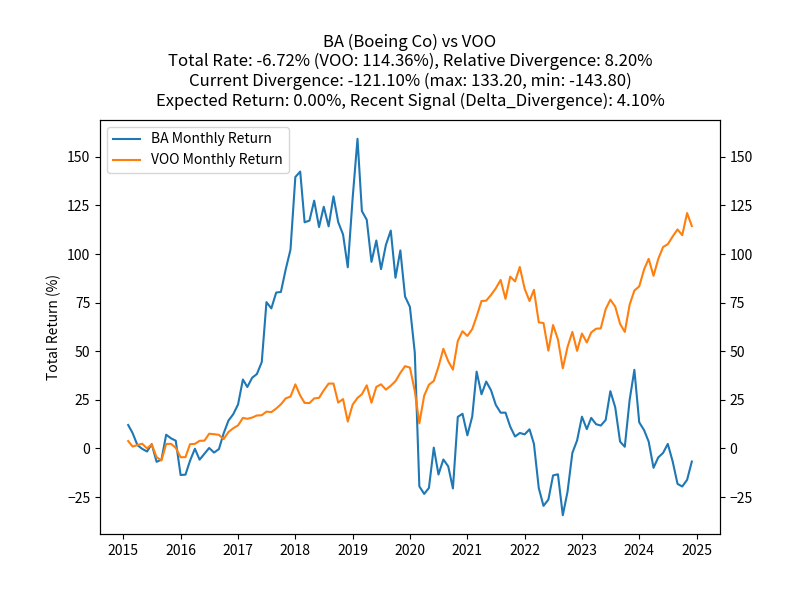 BA (Boeing Co) vs VOO
Total Rate: -6.72% (VOO: 114.36%), Relative Divergence: 8.20%
Current Divergence: -121.10% (max: 133.20, min: -143.80)
Expected Return: 0.00%, Recent Signal (Delta_Divergence): 4.10%
BA Monthly Return
VOO Monthly Return
Total Return (%)
150 150
125 125
100 100
75 75
50 50
25 25
0 0
−25 −25
2015 2016 2017 2018 2019 2020 2021 2022 2023 2024 2025